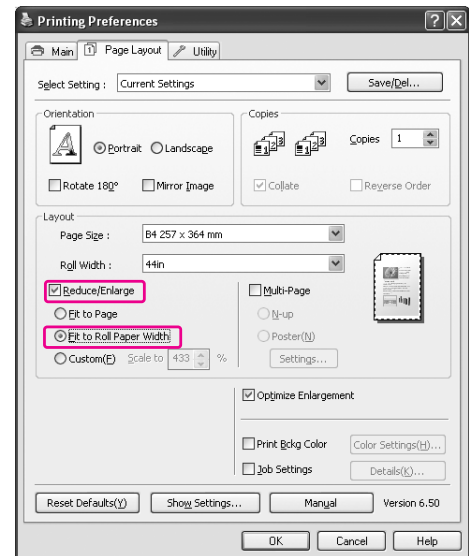 Printing Preferences
Main Page Layout Utility
Select Setting : Current Settings Save/Del...
Orientation Copies
A Portrait Landscape Copies 1
Rotate 180° Mirror Image Collate Reverse Order
Layout
Page Size : B4 257 x 364 mm
Roll Width : 44in
Reduce/Enlarge Multi-Page
Fit to Page N-up
Fit to Roll Paper Width Poster(N)
Custom(F) Scale to 433 % Settings...
Optimize Enlargement
Print Bckg Color Color Settings(H)...
Job Settings Details(K)...
Reset Defaults(Y) Show Settings... Manual Version 6.50
OK Cancel Help